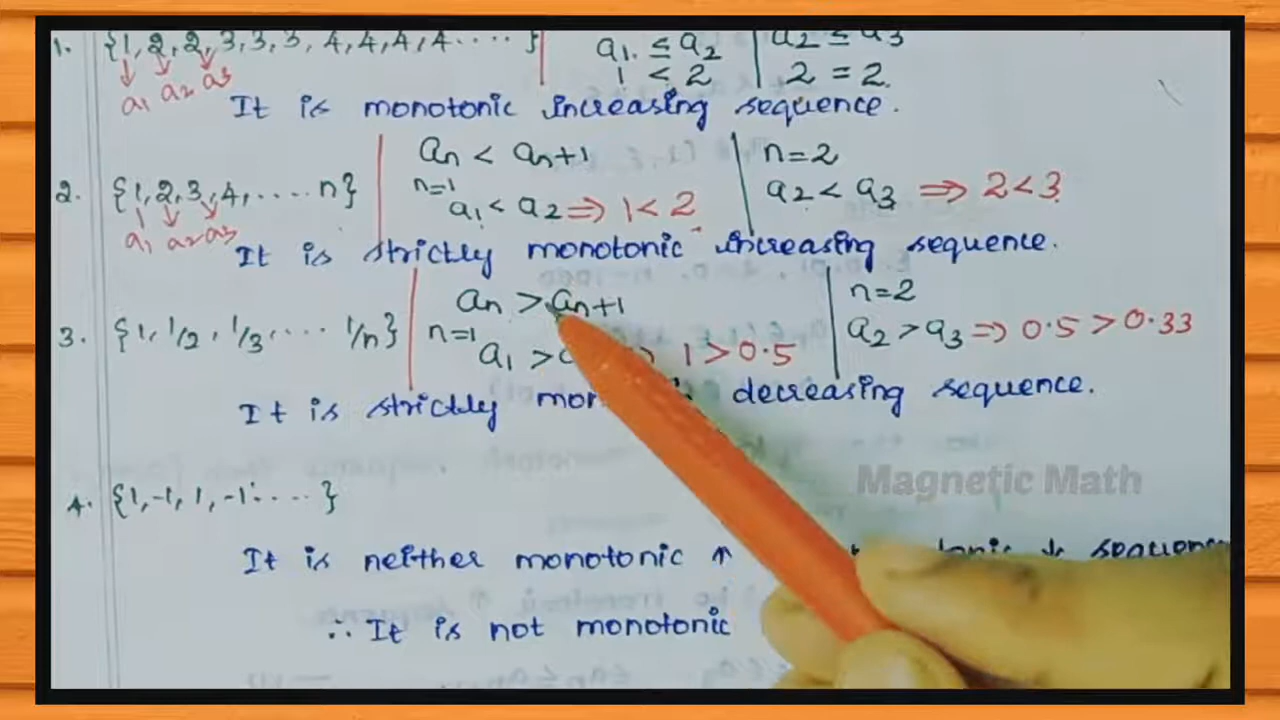 1. {1, 2, 2, 3, 3, 3, 4, 4, 4, 4 .... } a1 ≤ a2 a2 ≤ a3
1 < 2 2 = 2
a1 a2 a3
It is monotonic increasing sequence.
an < an+1 n=2
2. {1, 2, 3, 4, .... n} n=1 a2 < a3 ⇒ 2 < 3
a1 < a2 ⇒ 1 < 2
a1 a2 a3
It is strictly monotonic increasing sequence.
an > an+1 n=2
3. {1, 1/2, 1/3, .... 1/n} n=1 a2 > a3 ⇒ 0.5 > 0.33
a1 > 1 > 0.5
It is strictly decreasing sequence.
Magnetic Math
4. {1, -1, 1, -1 .... }
It is neither monotonic ↑ ↓ sequence
∴ It is not monotonic